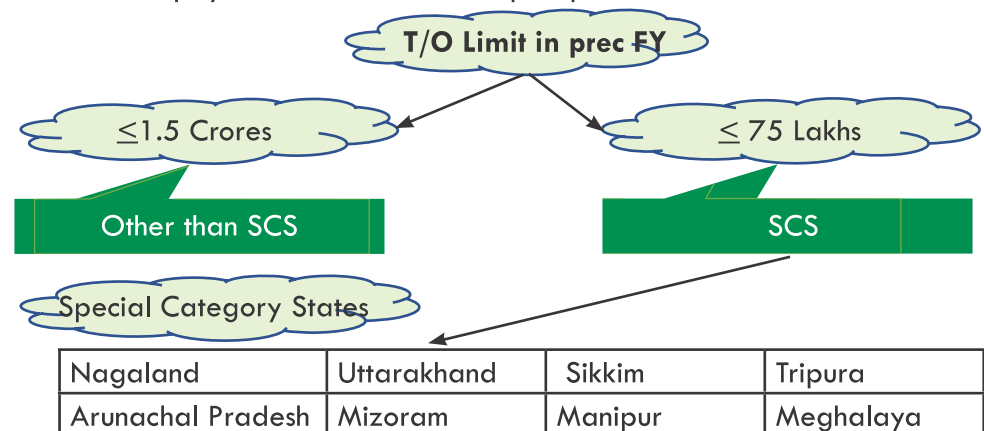 T/O Limit in prec FY
≤1.5 Crores ≤ 75 Lakhs
Other than SCS SCS
Special Category States
Nagaland Uttarakhand Sikkim Tripura
Arunachal Pradesh Mizoram Manipur Meghalaya